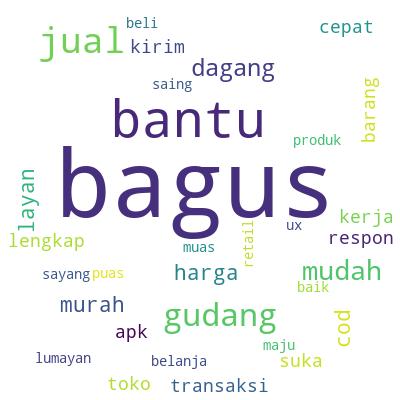 beli
jual
kirim
cepat
dagang
saing
barang
bantu
produk
bagus
layan
kerja
ux
respon
lengkap
muas
retail
sayang
puas
harga
mudah
baik
murah
gudang
apk
cod
maju
lumayan
belanja
suka
toko
transaksi